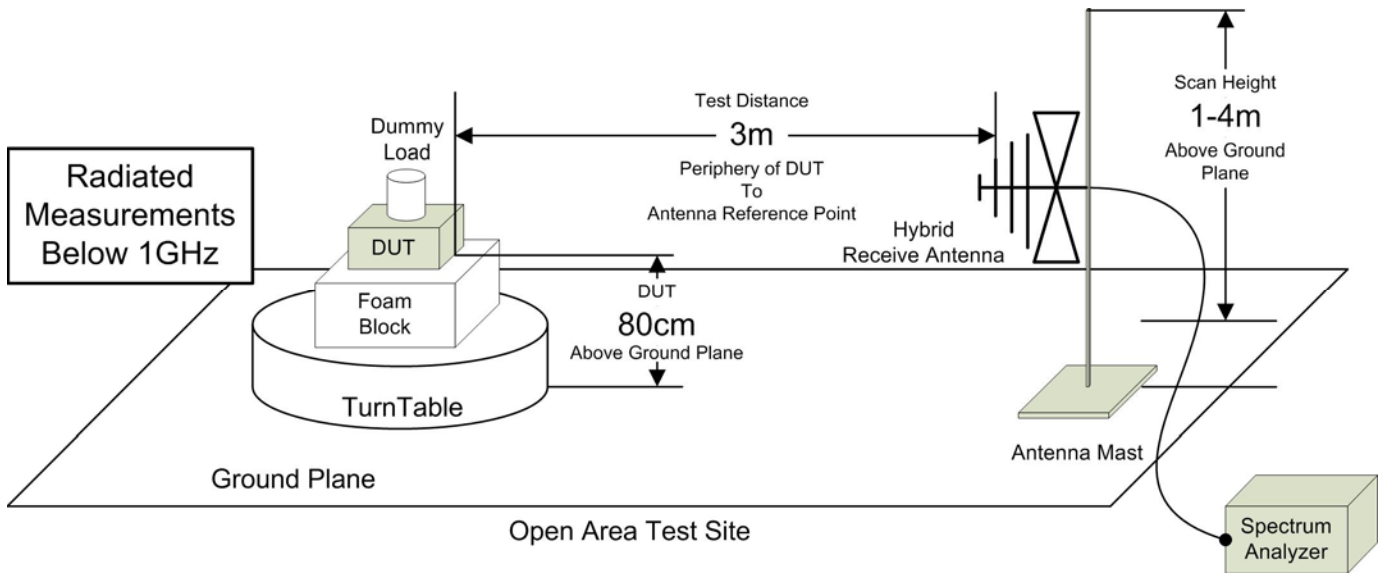 Radiated
Measurements
Below 1GHz
Dummy
Load
DUT
Foam
Block
TurnTable
Ground Plane
Test Distance
3m
Periphery of DUT
To
Antenna Reference Point
DUT
80cm
Above Ground Plane
Hybrid
Receive Antenna
Scan Height
1-4m
Above Ground
Plane
Antenna Mast
Open Area Test Site
Spectrum
Analyzer